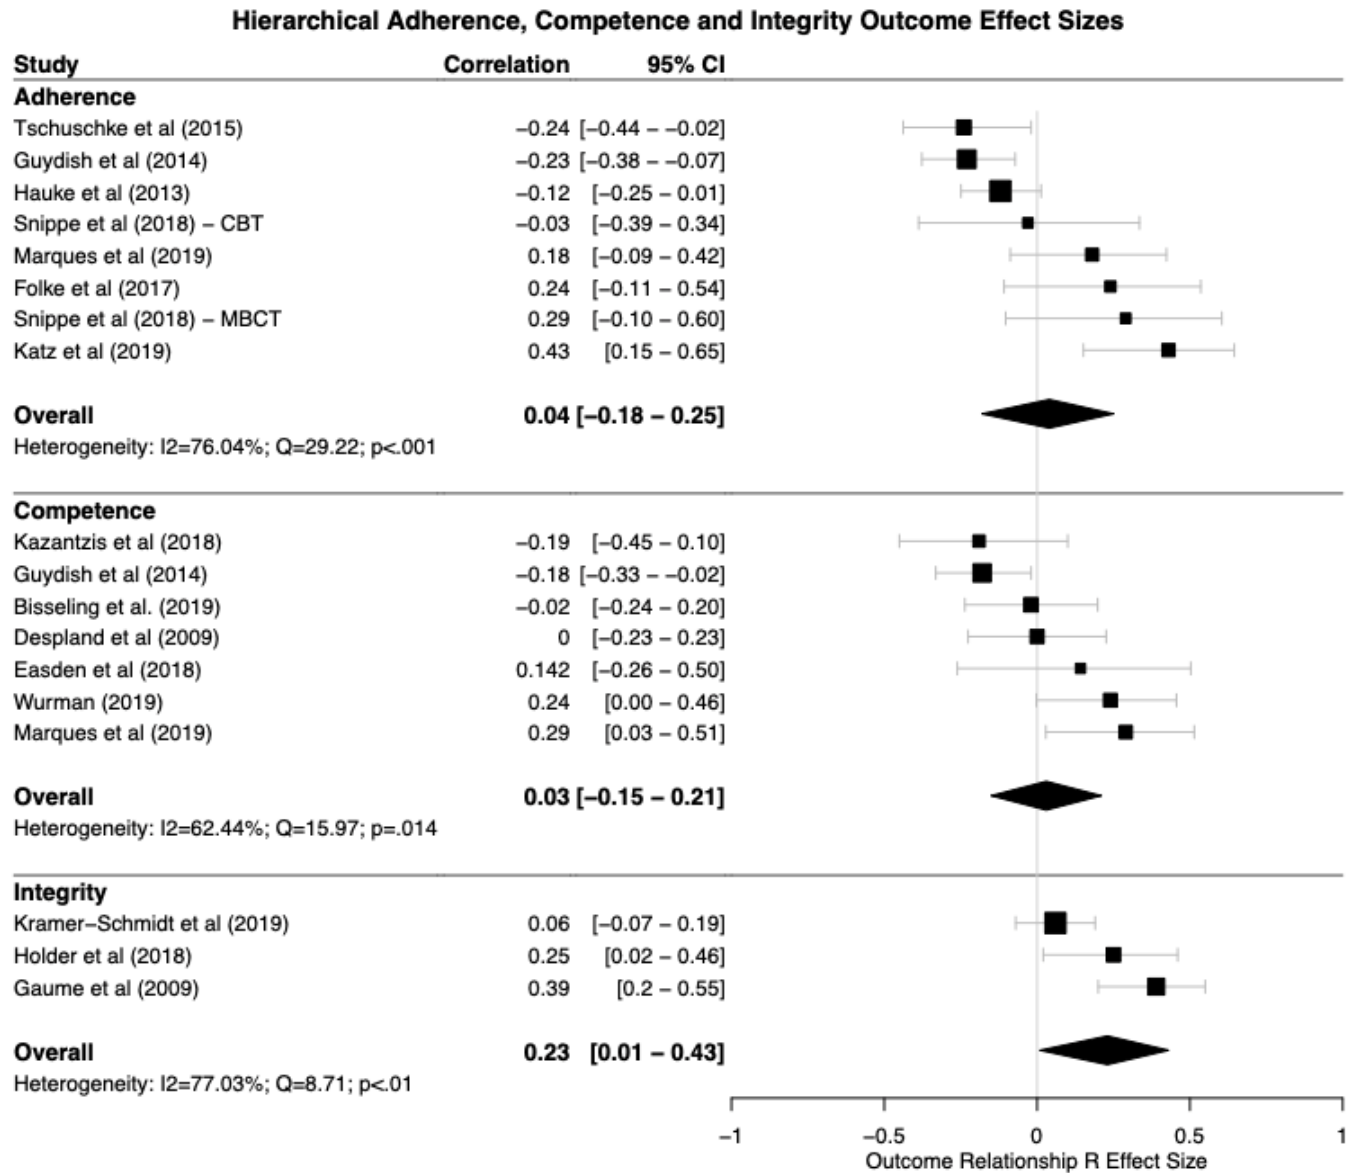 Hierarchical Adherence, Competence and Integrity Outcome Effect Sizes
Study Correlation 95% CI
Adherence
Tschuschke et al (2015) −0.24 [−0.44 − −0.02]
Guydish et al (2014) −0.23 [−0.38 − −0.07]
Hauke et al (2013) −0.12 [−0.25 − 0.01]
Snippe et al (2018) − CBT −0.03 [−0.39 − 0.34]
Marques et al (2019) 0.18 [−0.09 − 0.42]
Folke et al (2017) 0.24 [−0.11 − 0.54]
Snippe et al (2018) − MBCT 0.29 [−0.10 − 0.60]
Katz et al (2019) 0.43 [0.15 − 0.65]
Overall 0.04 [−0.18 − 0.25]
Heterogeneity: I2=76.04%; Q=29.22; p<.001
Competence
Kazantzis et al (2018) −0.19 [−0.45 − 0.10]
Guydish et al (2014) −0.18 [−0.33 − −0.02]
Bisseling et al. (2019) −0.02 [−0.24 − 0.20]
Despland et al (2009) 0 [−0.23 − 0.23]
Easden et al (2018) 0.142 [−0.26 − 0.50]
Wurman (2019) 0.24 [0.00 − 0.46]
Marques et al (2019) 0.29 [0.03 − 0.51]
Overall 0.03 [−0.15 − 0.21]
Heterogeneity: I2=62.44%; Q=15.97; p=.014
Integrity
Kramer−Schmidt et al (2019) 0.06 [−0.07 − 0.19]
Holder et al (2018) 0.25 [0.02 − 0.46]
Gaume et al (2009) 0.39 [0.2 − 0.55]
Overall 0.23 [0.01 − 0.43]
Heterogeneity: I2=77.03%; Q=8.71; p<.01
−1 −0.5 0 0.5 1
Outcome Relationship R Effect Size